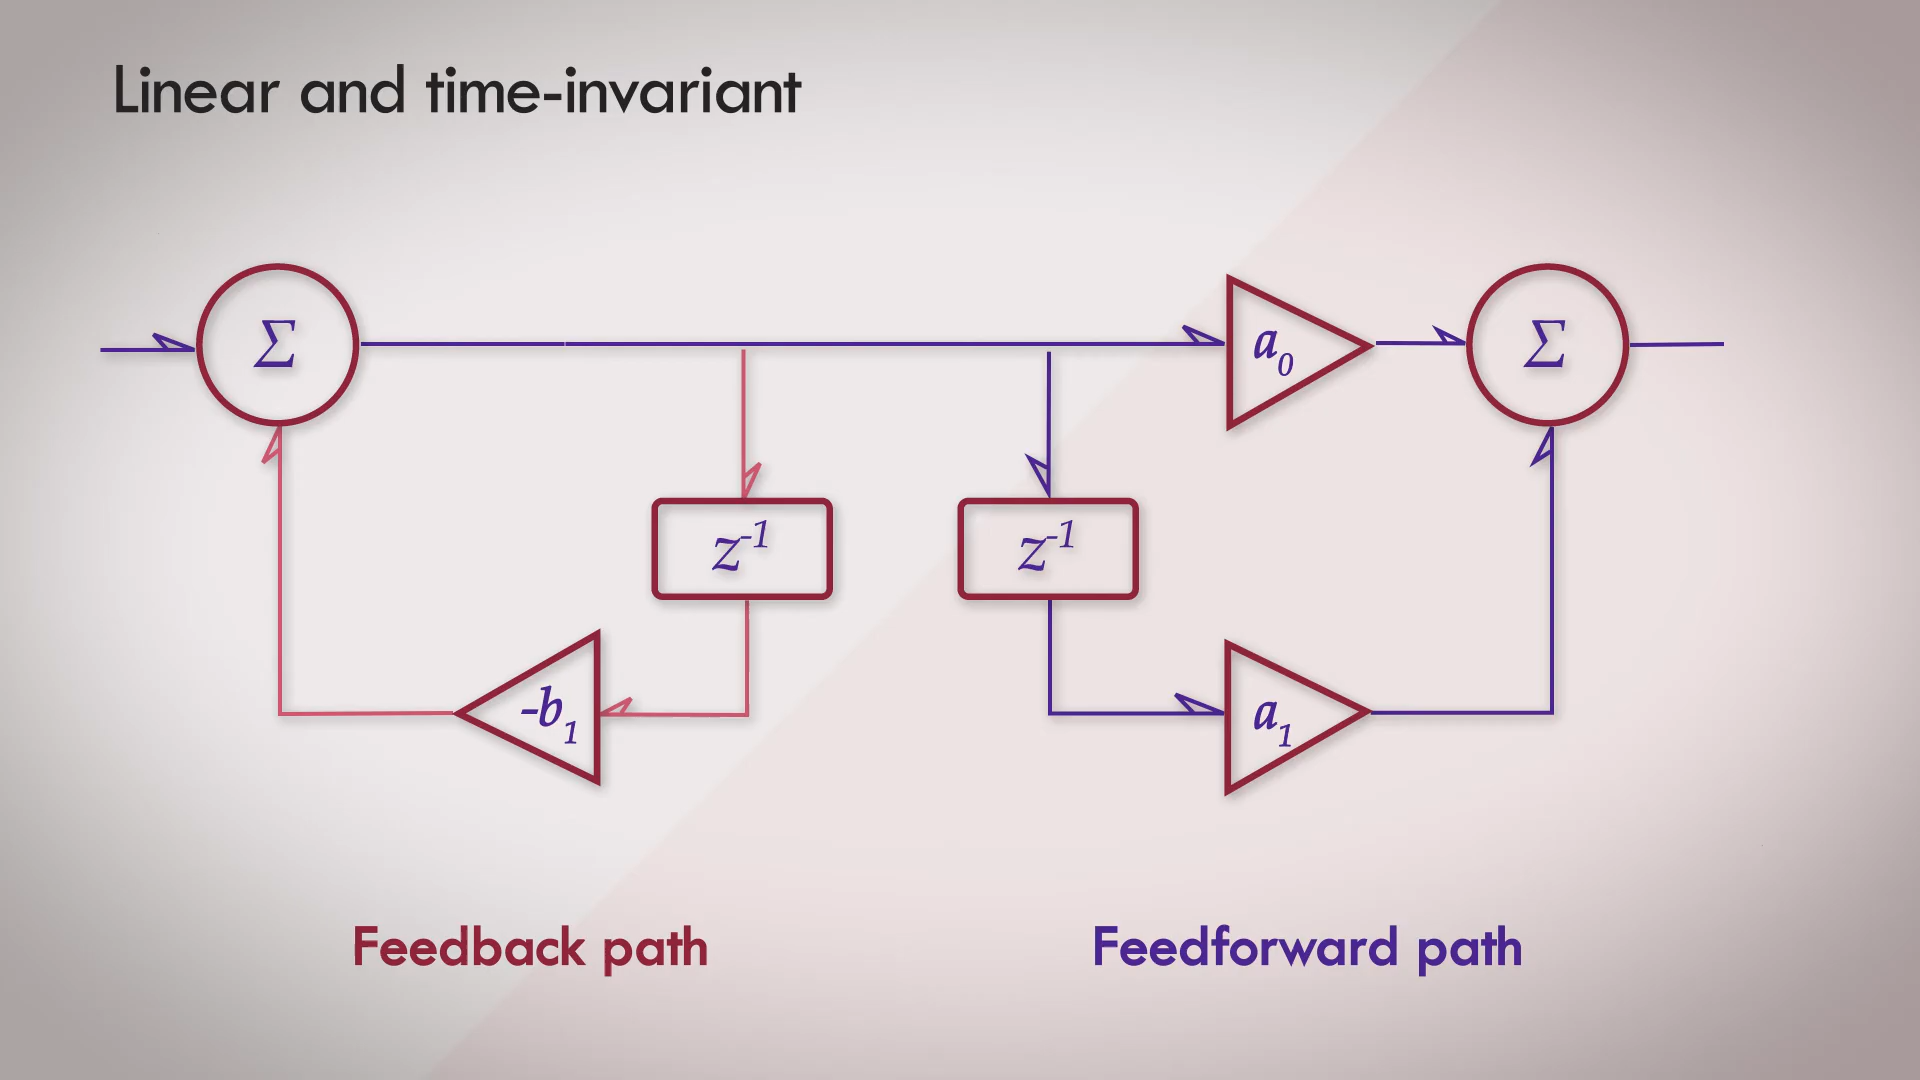 Linear and time-invariant
Σ
a₀
Σ
z⁻¹
z⁻¹
-b₁
a₁
Feedback path
Feedforward path